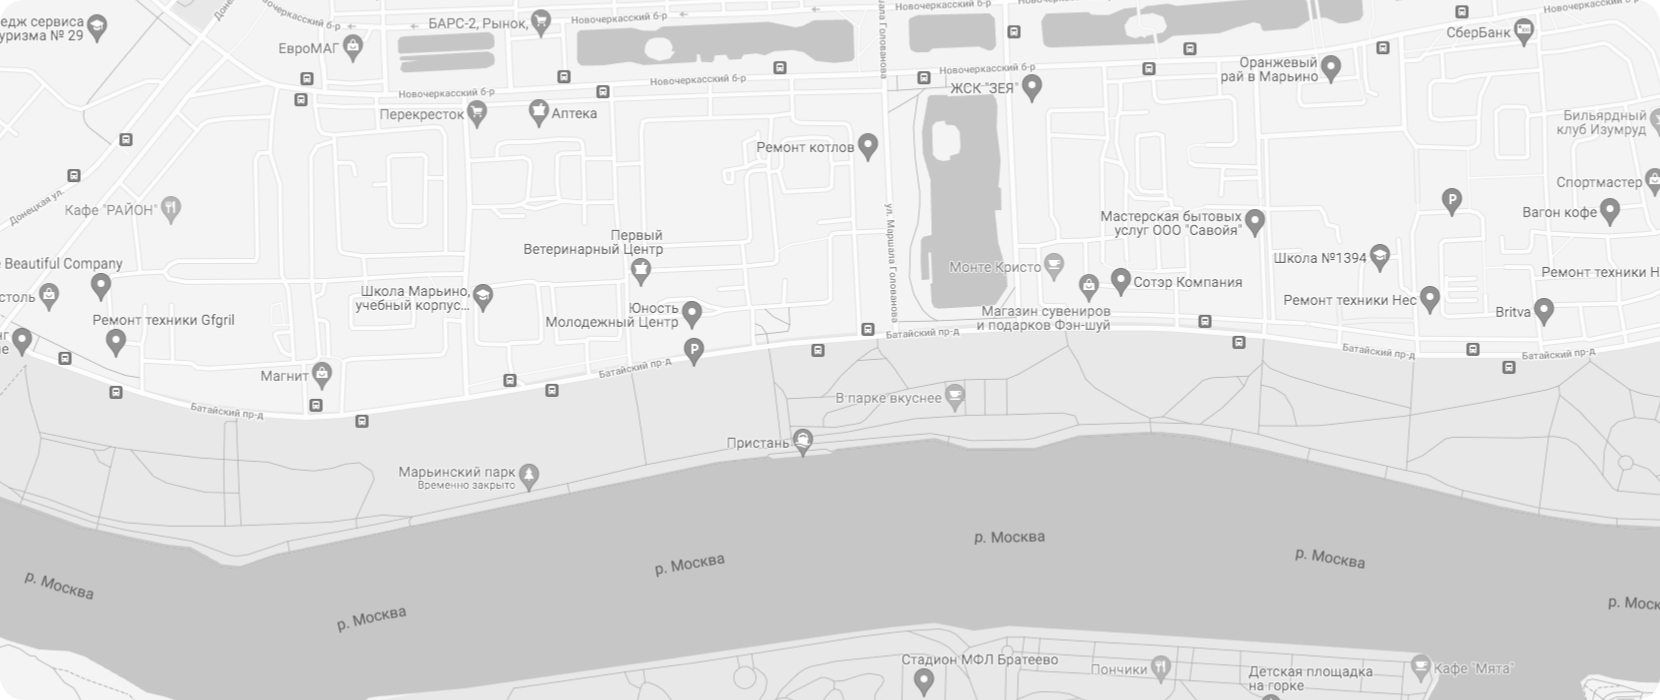 Новочеркасский б-р
Новочеркасский б-р
Новочеркасский б-р
Новочеркасский б-р
БАРС-2, Рынок,
едж сервиса
уризма № 29
ЕвроМАГ
СберБанк
Новочеркасский б-р
Новочеркасский б-р
Новочеркасский б-р
Оранжевый
рай в Марьино
ЖСК "ЗЕЯ"
Перекресток
Аптека
Бильярдный
клуб Изумруд
Ремонт котлов
Донецкая ул.
Кафе "РАЙОН"
Спортмастер
Вагон кофе
Мастерская бытовых
услуг ООО "Савойя"
ул. Маршала Голованова
Первый
Ветеринарный Центр
Beautiful Company
Монте Кристо
Школа №1394
Ремонт техники Н
Сотэр Компания
столь
Школа Марьино,
учебный корпус...
Ремонт техники Нес
Britva
Юность
Молодежный Центр
Магазин сувениров
и подарков Фэн-шуй
Ремонт техники Gfgril
Батайский пр-д
Батайский пр-д
Батайский пр-д
Батайский пр-д
Магнит
Батайский пр-д
В парке вкуснее
Пристань
Марьинский парк
Временно закрыто
р. Москва
р. Москва
р. Москва
р. Москва
р. Москва
р. Моск
Стадион МФЛ Братеево
Пончики
Детская площадка
на горке
Кафе "Мята"